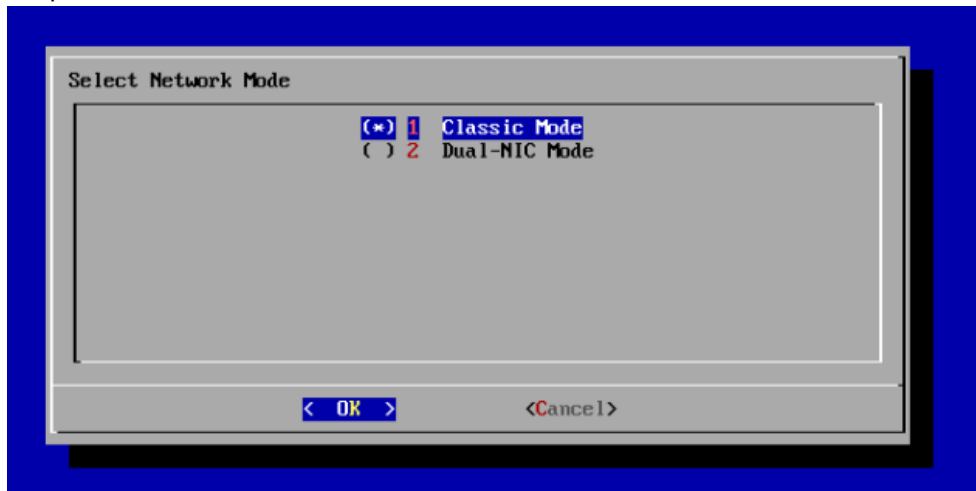 Select Network Mode
(*) 1 Classic Mode
( ) 2 Dual-NIC Mode
< OK > <Cancel>